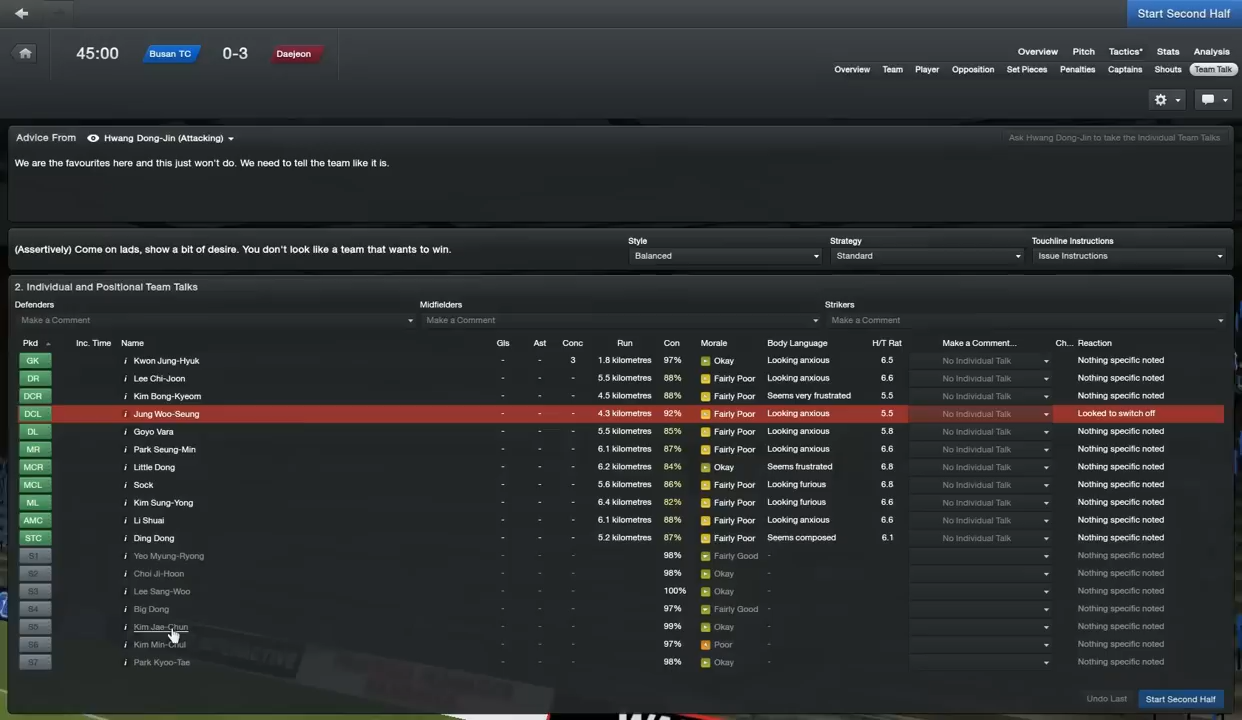 Start Second Half
45:00 Busan TC 0-3 Daejeon
Overview Pitch Tactics* Stats Analysis
Overview Team Player Opposition Set Pieces Penalties Captains Shouts Team Talk
Advice From Hwang Dong-Jin (Attacking) Ask Hwang Dong-Jin to take the Individual Team Talks
We are the favourites here and this just won't do. We need to tell the team like it is.
Style Strategy Touchline Instructions
(Assertively) Come on lads, show a bit of desire. You don't look like a team that wants to win.
Balanced Standard Issue Instructions
2. Individual and Positional Team Talks
Defenders Midfielders Strikers
Make a Comment Make a Comment Make a Comment
Pkd Inc. Time Name Gls Ast Conc Run Con Morale Body Language H/T Rat Make a Comment... Ch... Reaction
GK i Kwon Jung-Hyuk - - 3 1.8 kilometres 97% Okay Looking anxious 6.5 No Individual Talk Nothing specific noted
DR i Lee Chi-Joon - - - 5.5 kilometres 88% Fairly Poor Looking anxious 6.6 No Individual Talk Nothing specific noted
DCR i Kim Bong-Kyeom - - - 4.5 kilometres 88% Fairly Poor Seems very frustrated 5.5 No Individual Talk Nothing specific noted
DCL i Jung Woo-Seung - - - 4.3 kilometres 92% Fairly Poor Looking anxious 5.5 No Individual Talk Looked to switch off
DL i Goyo Vara - - - 5.5 kilometres 85% Fairly Poor Looking anxious 5.8 No Individual Talk Nothing specific noted
MR i Park Seung-Min - - - 6.1 kilometres 87% Fairly Poor Looking anxious 6.6 No Individual Talk Nothing specific noted
MCR i Little Dong - - - 6.2 kilometres 84% Okay Seems frustrated 6.8 No Individual Talk Nothing specific noted
MCL i Sock - - - 5.6 kilometres 86% Fairly Poor Looking furious 6.8 No Individual Talk Nothing specific noted
ML i Kim Sung-Yong - - - 6.4 kilometres 82% Fairly Poor Looking furious 6.6 No Individual Talk Nothing specific noted
AMC i Li Shuai - - - 6.1 kilometres 88% Fairly Poor Looking anxious 6.6 No Individual Talk Nothing specific noted
STC i Ding Dong - - - 5.2 kilometres 87% Fairly Poor Seems composed 6.1 No Individual Talk Nothing specific noted
S1 i Yeo Myung-Ryong - - - 98% Fairly Good - Nothing specific noted
S2 i Choi Ji-Hoon - - - 98% Okay - Nothing specific noted
S3 i Lee Sang-Woo - - - 100% Okay - Nothing specific noted
S4 i Big Dong - - - 97% Fairly Good - Nothing specific noted
S5 i Kim Jae-Chun - - - 99% Okay - Nothing specific noted
S6 i Kim Min-Chul - - - 97% Poor - Nothing specific noted
S7 i Park Kyoo-Tae - - - 98% Okay - Nothing specific noted
Undo Last Start Second Half